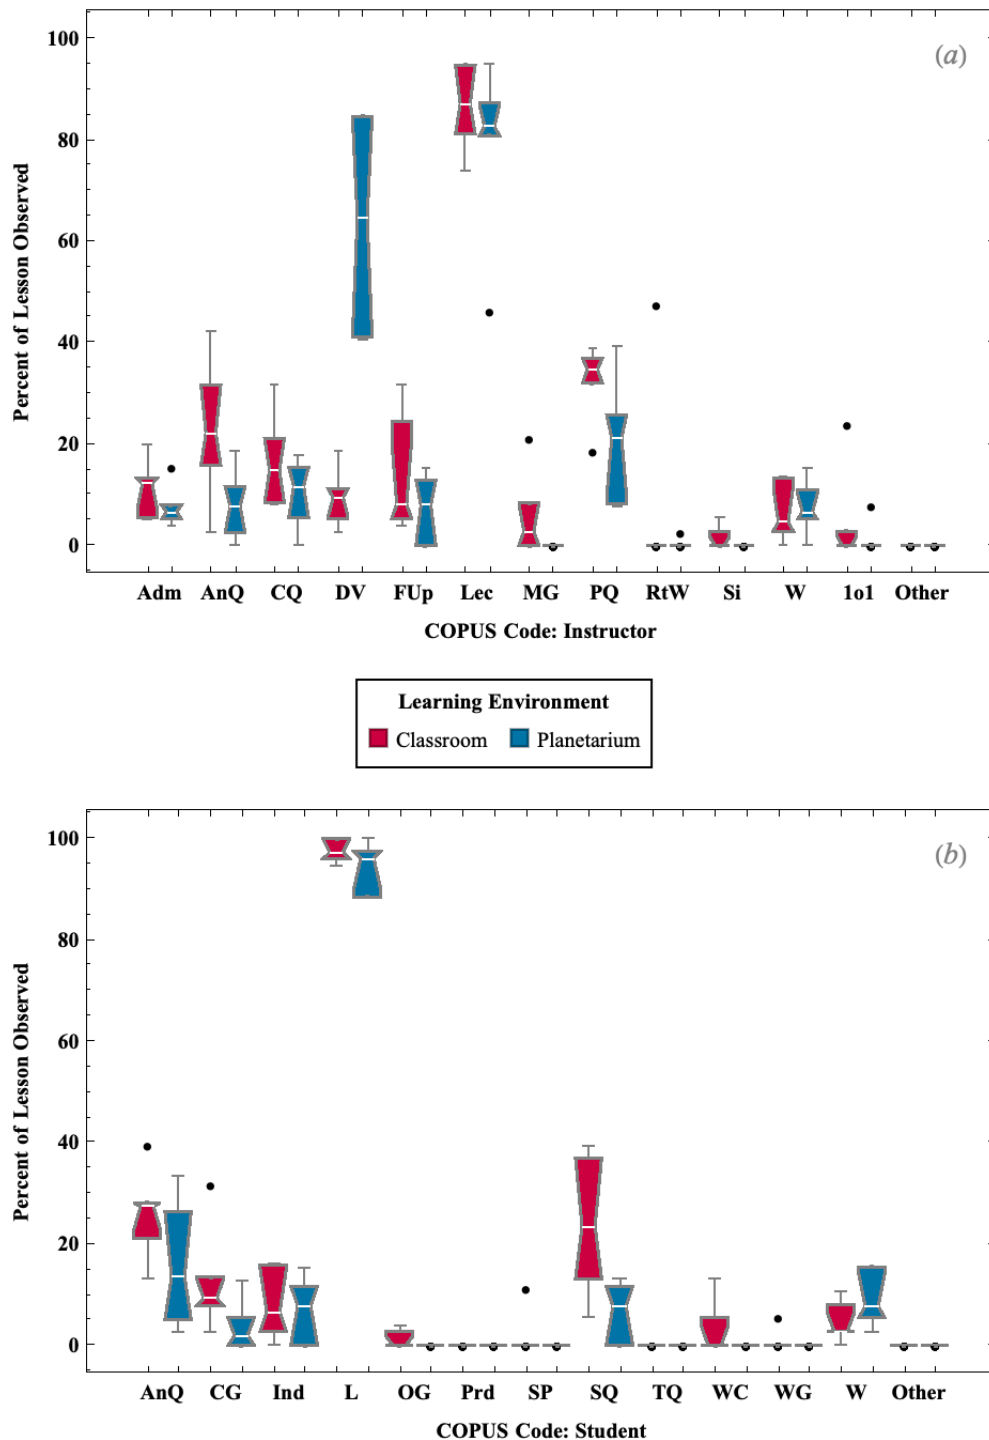 (a)
100
80
60
40
20
0
Percent of Lesson Observed
Adm AnQ CQ DV FUp Lec MG PQ RtW Si W 1o1 Other
COPUS Code: Instructor
Learning Environment
Classroom Planetarium
(b)
100
80
60
40
20
0
Percent of Lesson Observed
AnQ CG Ind L OG Prd SP SQ TQ WC WG W Other
COPUS Code: Student